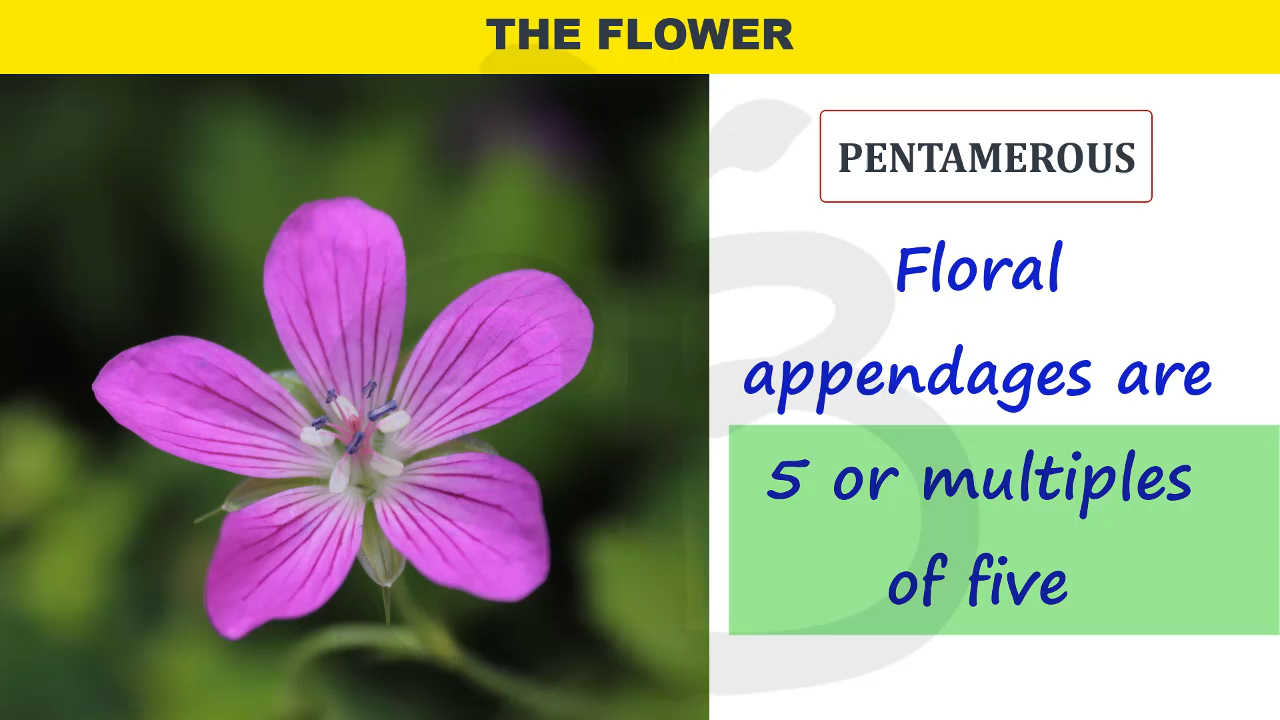 THE FLOWER
PENTAMEROUS
Floral
appendages are
5 or multiples
of five